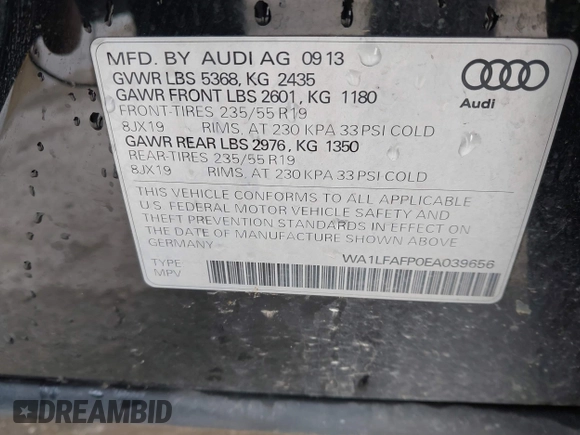 MFD. BY AUDI AG 09 13
GVWR LBS 5368, KG 2435
GAWR FRONT LBS 2601, KG 1180
FRONT-TIRES 235/55 R19
8JX19 RIMS, AT 230 KPA 33 PSI COLD
GAWR REAR LBS 2976, KG 1350
REAR-TIRES 235/55 R19
8JX19 RIMS, AT 230 KPA 33 PSI COLD
THIS VEHICLE CONFORMS TO ALL APPLICABLE
U.S. FEDERAL MOTOR VEHICLE SAFETY AND
THEFT PREVENTION STANDARDS IN EFFECT ON
THE DATE OF MANUFACTURE SHOWN ABOVE
GERMANY
TYPE
MPV
WA1LFAFP0EA039656
Audi
DREAMBID